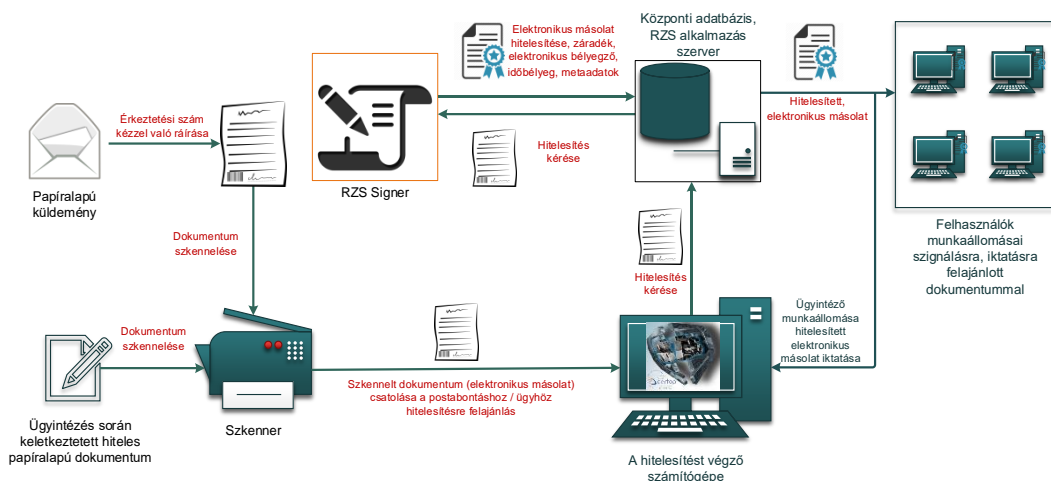 Elektronikus másolat
hitelesítése, záradék,
elektronikus bélyegző,
időbélyeg, metaadatok
Központi adatbázis,
RZS alkalmazás
szerver
Érkeztetési szám
kézzel való ráírása
Hitelesített,
elektronikus másolat
Hitelesítés
kérése
Papíralapú
küldemény
RZS Signer
Dokumentum
szkennelése
Felhasználók
munkaállomásai
szignálásra, iktatásra
felajánlott
dokumentummal
Hitelesítés
kérése
Ügyintéző
munkaállomása
hitelesített
elektronikus
másolat iktatása
Dokumentum
szkennelése
Szkennelt dokumentum (elektronikus másolat)
csatolása a postabontáshoz / ügyhöz
hitelesítésre felajánlás
Ügyintézés során
keletkeztetett hiteles
papíralapú dokumentum
Szkenner
A hitelesítést végző
számítógépe